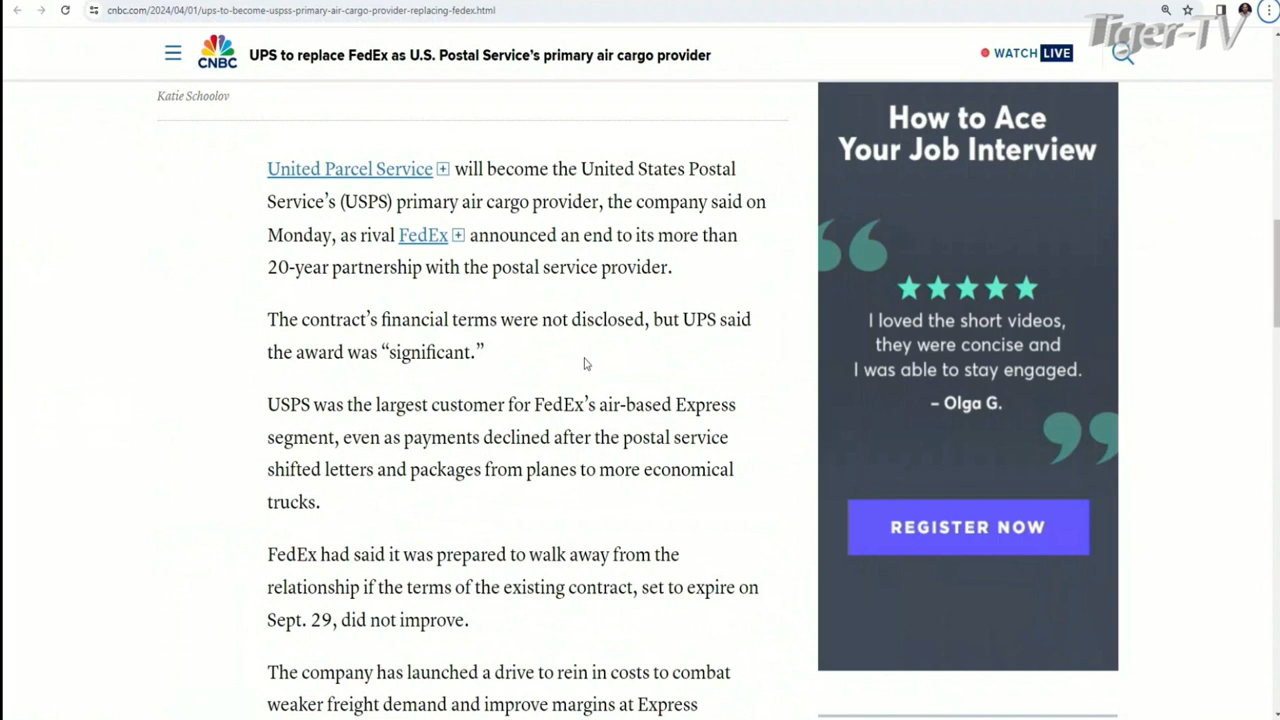 cnbc.com/2024/04/01/ups-to-become-uspss-primary-air-cargo-provider-replacing-fedex.html
Tiger-TV
CNBC
UPS to replace FedEx as U.S. Postal Service's primary air cargo provider
WATCH LIVE
Katie Schoolov
United Parcel Service will become the United States Postal
Service’s (USPS) primary air cargo provider, the company said on
Monday, as rival FedEx announced an end to its more than
20-year partnership with the postal service provider.
The contract’s financial terms were not disclosed, but UPS said
the award was “significant.”
USPS was the largest customer for FedEx’s air-based Express
segment, even as payments declined after the postal service
shifted letters and packages from planes to more economical
trucks.
FedEx had said it was prepared to walk away from the
relationship if the terms of the existing contract, set to expire on
Sept. 29, did not improve.
The company has launched a drive to rein in costs to combat
weaker freight demand and improve margins at Express
How to Ace
Your Job Interview
“
I loved the short videos,
they were concise and
I was able to stay engaged.
– Olga G.
”
REGISTER NOW